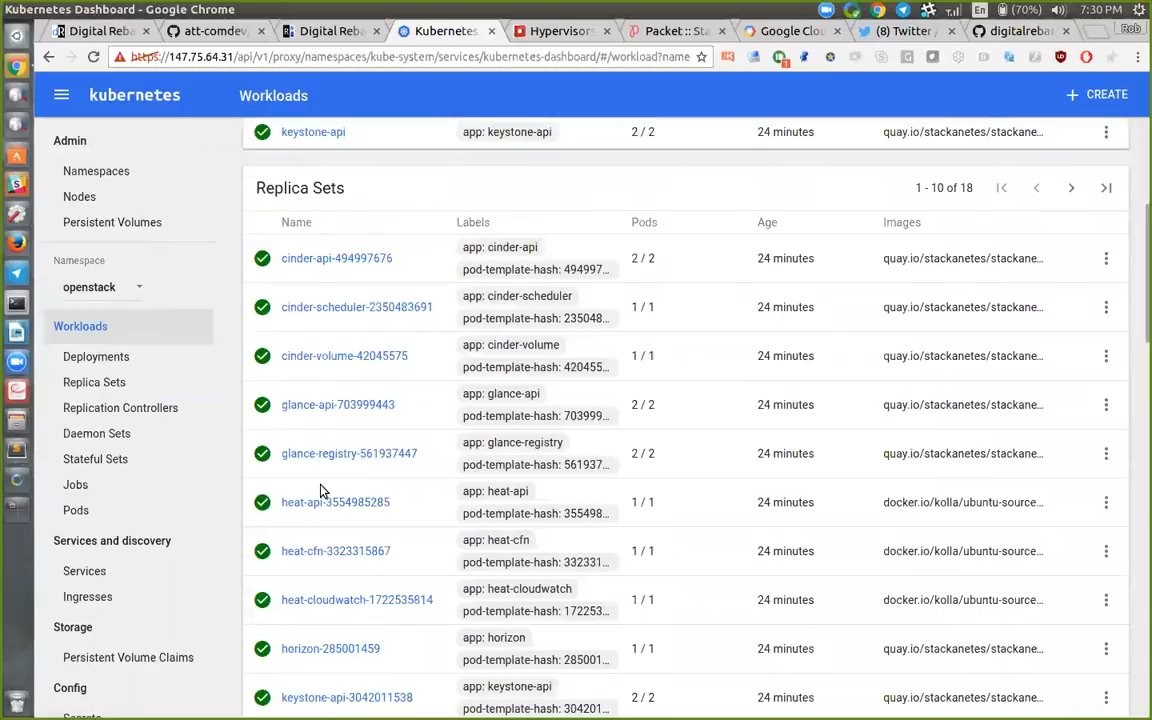 Kubernetes Dashboard - Google Chrome
En
(70%)
7:30 PM
Digital Reba
att-comdev
Digital Reba
Kubernetes
Hypervisors
Packet :: Sta
Google Clou
(8) Twitter /
digitalrebar
Rob
https://147.75.64.31/api/v1/proxy/namespaces/kube-system/services/kubernetes-dashboard/#/workload?name
kubernetes
Workloads
+ CREATE
Admin
Namespaces
Nodes
Persistent Volumes
Namespace
openstack
Workloads
Deployments
Replica Sets
Replication Controllers
Daemon Sets
Stateful Sets
Jobs
Pods
Services and discovery
Services
Ingresses
Storage
Persistent Volume Claims
Config
Secrets
keystone-api
app: keystone-api
2 / 2
24 minutes
quay.io/stackanetes/stackane…
Replica Sets
1 - 10 of 18
Name Labels Pods Age Images
cinder-api-494997676
app: cinder-api
pod-template-hash: 494997…
2 / 2
24 minutes
quay.io/stackanetes/stackane…
cinder-scheduler-2350483691
app: cinder-scheduler
pod-template-hash: 235048…
1 / 1
24 minutes
quay.io/stackanetes/stackane…
cinder-volume-42045575
app: cinder-volume
pod-template-hash: 420455…
1 / 1
24 minutes
quay.io/stackanetes/stackane…
glance-api-703999443
app: glance-api
pod-template-hash: 703999…
2 / 2
24 minutes
quay.io/stackanetes/stackane…
glance-registry-561937447
app: glance-registry
pod-template-hash: 561937…
2 / 2
24 minutes
quay.io/stackanetes/stackane…
heat-api-3554985285
app: heat-api
pod-template-hash: 355498…
1 / 1
24 minutes
docker.io/kolla/ubuntu-source…
heat-cfn-3323315867
app: heat-cfn
pod-template-hash: 332331…
1 / 1
24 minutes
docker.io/kolla/ubuntu-source…
heat-cloudwatch-1722535814
app: heat-cloudwatch
pod-template-hash: 172253…
1 / 1
24 minutes
docker.io/kolla/ubuntu-source…
horizon-285001459
app: horizon
pod-template-hash: 285001…
1 / 1
24 minutes
quay.io/stackanetes/stackane…
keystone-api-3042011538
app: keystone-api
pod-template-hash: 304201…
2 / 2
24 minutes
quay.io/stackanetes/stackane…